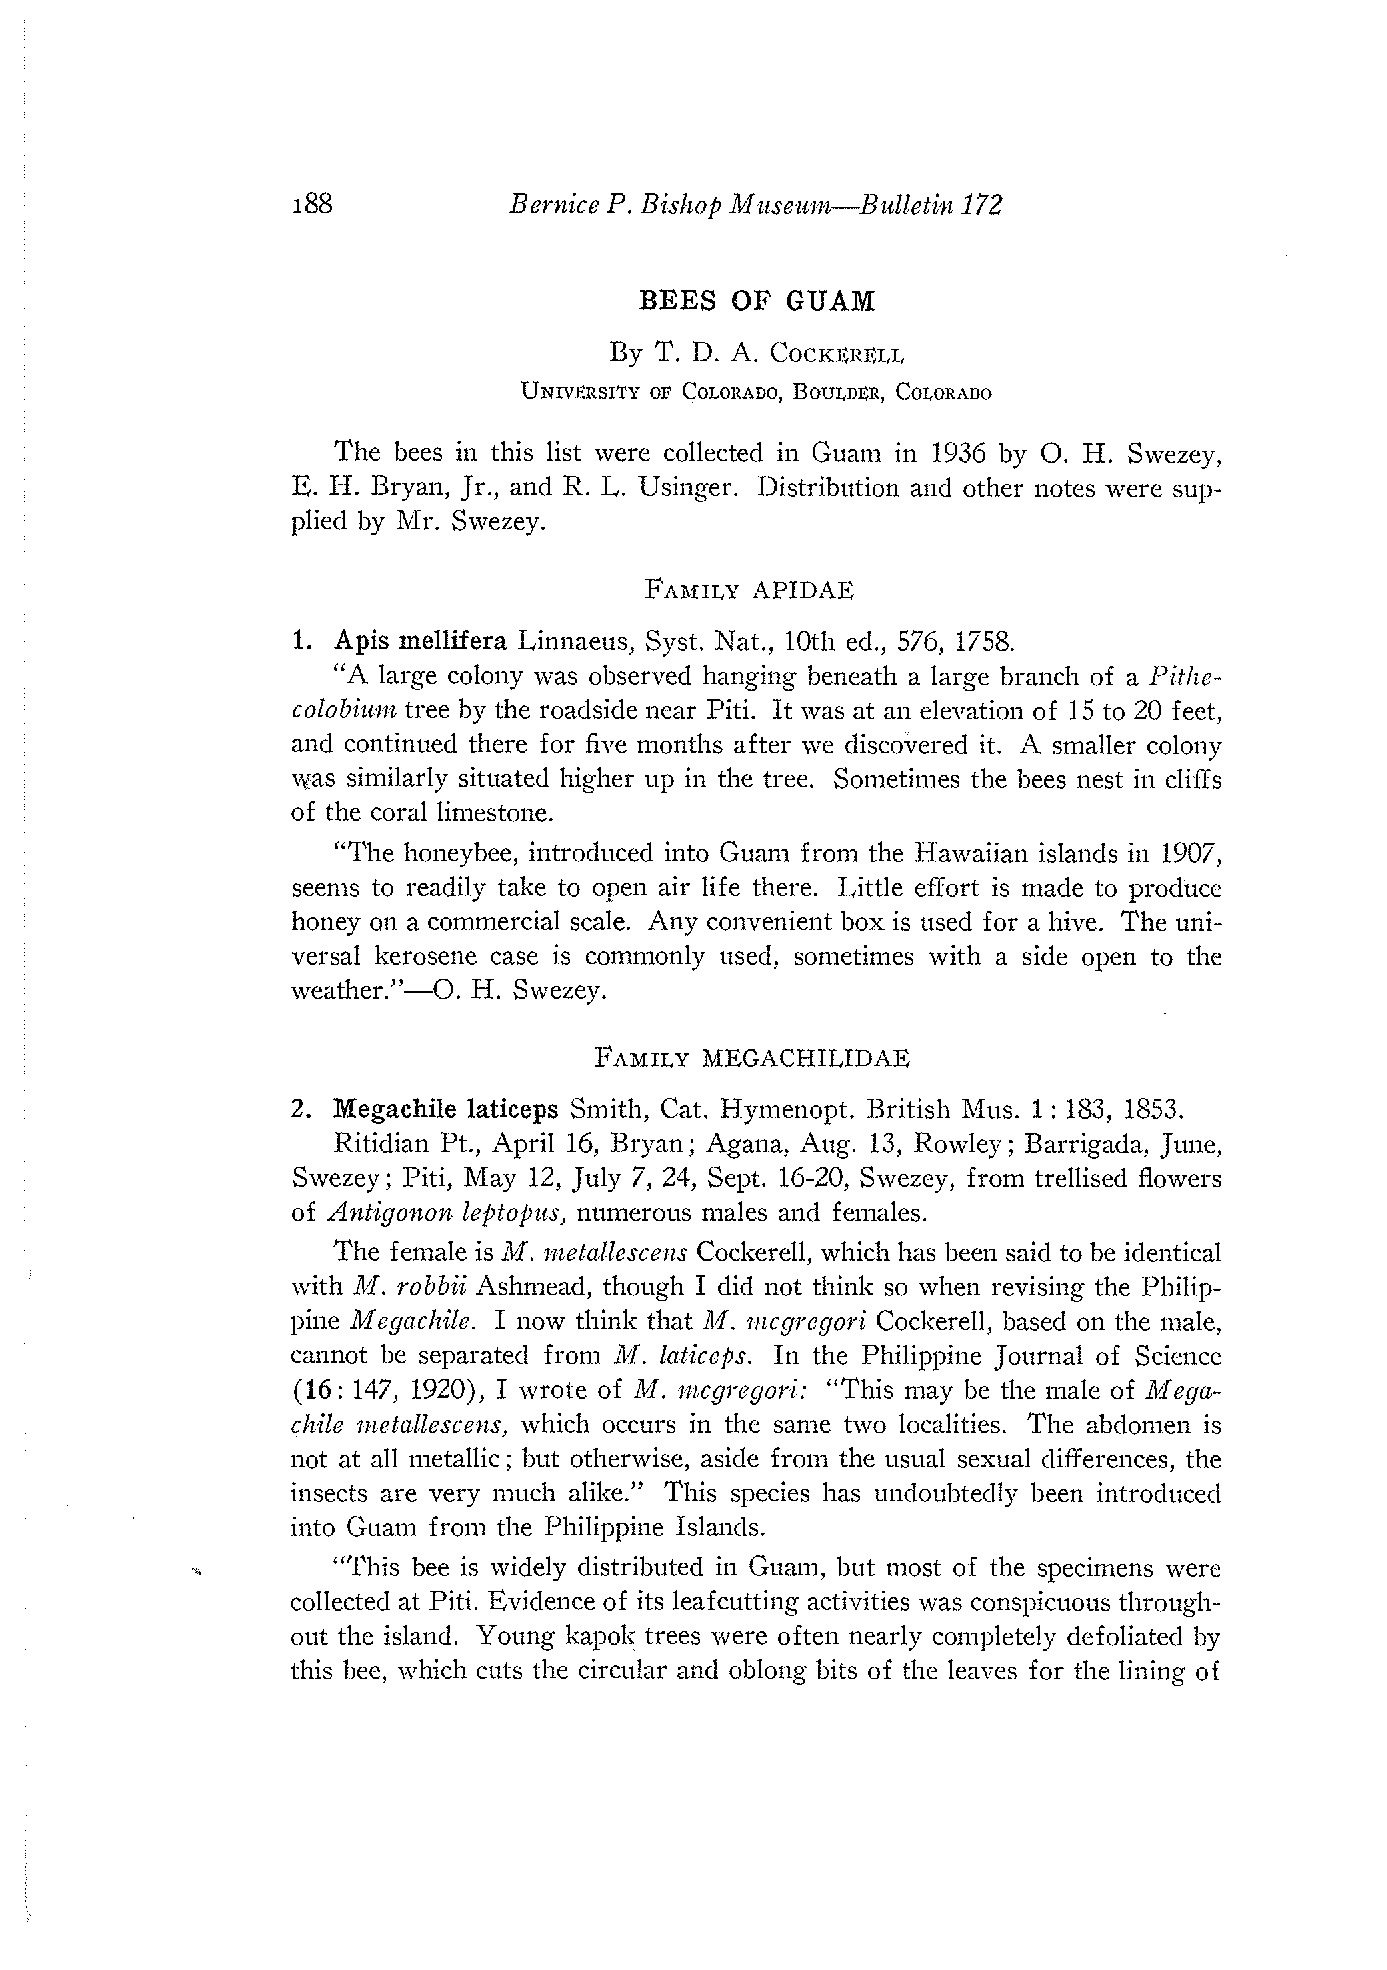 188 Bernice P. Bishop Museum—Bulletin 172
BEES OF GUAM
By T. D. A. COCKERELL
UNIVERSITY OF COLORADO, BOULDER, COLORADO
The bees in this list were collected in Guam in 1936 by O. H. Swezey,
E. H. Bryan, Jr., and R. L. Usinger. Distribution and other notes were sup-
plied by Mr. Swezey.
FAMILY APIDAE
1. Apis mellifera Linnaeus, Syst. Nat., 10th ed., 576, 1758.
“A large colony was observed hanging beneath a large branch of a Pithe-
colobium tree by the roadside near Piti. It was at an elevation of 15 to 20 feet,
and continued there for five months after we discovered it. A smaller colony
was similarly situated higher up in the tree. Sometimes the bees nest in cliffs
of the coral limestone.
“The honeybee, introduced into Guam from the Hawaiian islands in 1907,
seems to readily take to open air life there. Little effort is made to produce
honey on a commercial scale. Any convenient box is used for a hive. The uni-
versal kerosene case is commonly used, sometimes with a side open to the
weather.”—O. H. Swezey.
FAMILY MEGACHILIDAE
2. Megachile laticeps Smith, Cat. Hymenopt. British Mus. 1: 183, 1853.
Ritidian Pt., April 16, Bryan; Agana, Aug. 13, Rowley; Barrigada, June,
Swezey; Piti, May 12, July 7, 24, Sept. 16-20, Swezey, from trellised flowers
of Antigonon leptopus, numerous males and females.
The female is M. metallescens Cockerell, which has been said to be identical
with M. robbii Ashmead, though I did not think so when revising the Philip-
pine Megachile. I now think that M. mcgregori Cockerell, based on the male,
cannot be separated from M. laticeps. In the Philippine Journal of Science
(16: 147, 1920), I wrote of M. mcgregori: “This may be the male of Mega-
chile metallescens, which occurs in the same two localities. The abdomen is
not at all metallic; but otherwise, aside from the usual sexual differences, the
insects are very much alike.” This species has undoubtedly been introduced
into Guam from the Philippine Islands.
“This bee is widely distributed in Guam, but most of the specimens were
collected at Piti. Evidence of its leafcutting activities was conspicuous through-
out the island. Young kapok trees were often nearly completely defoliated by
this bee, which cuts the circular and oblong bits of the leaves for the lining of